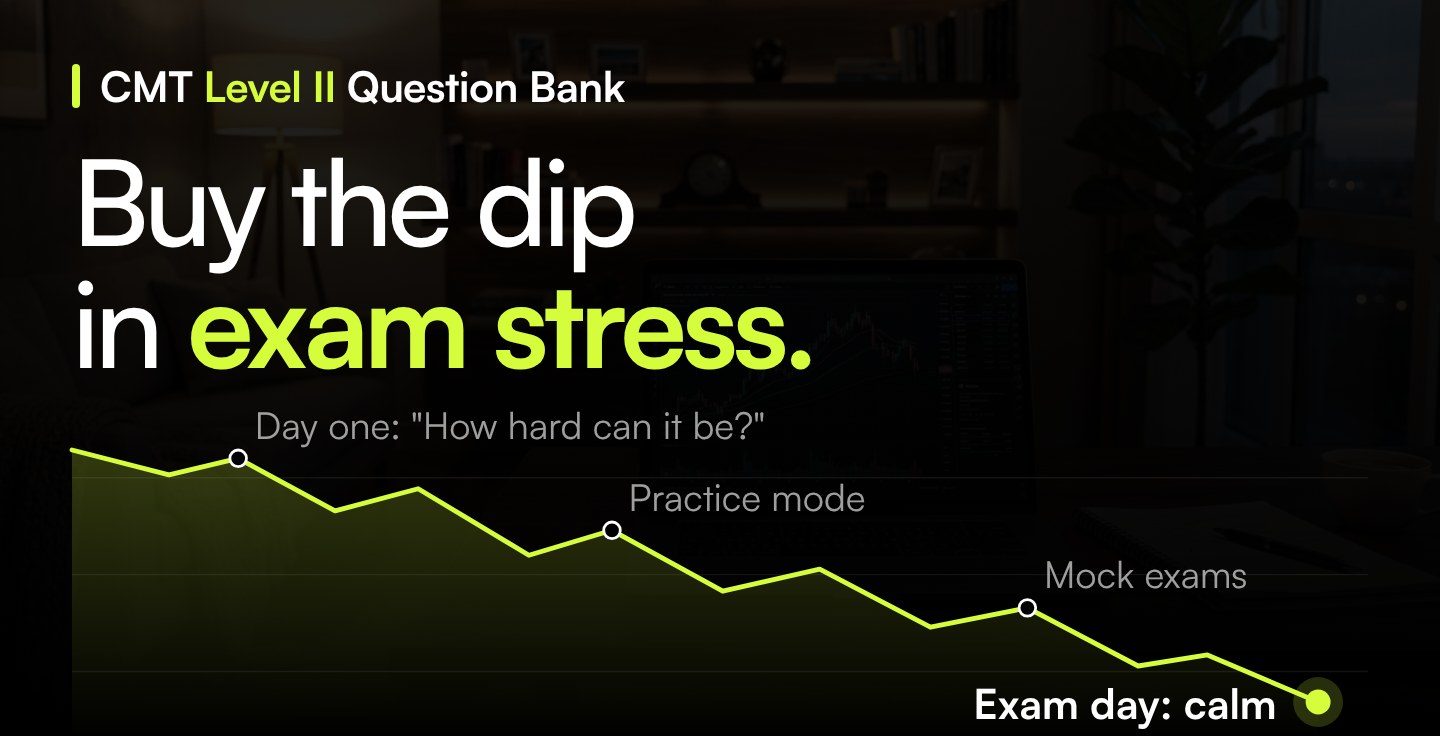 CMT Level II Question Bank
Buy the dip
in exam stress.
Day one: "How hard can it be?"
Practice mode
Mock exams
Exam day: calm